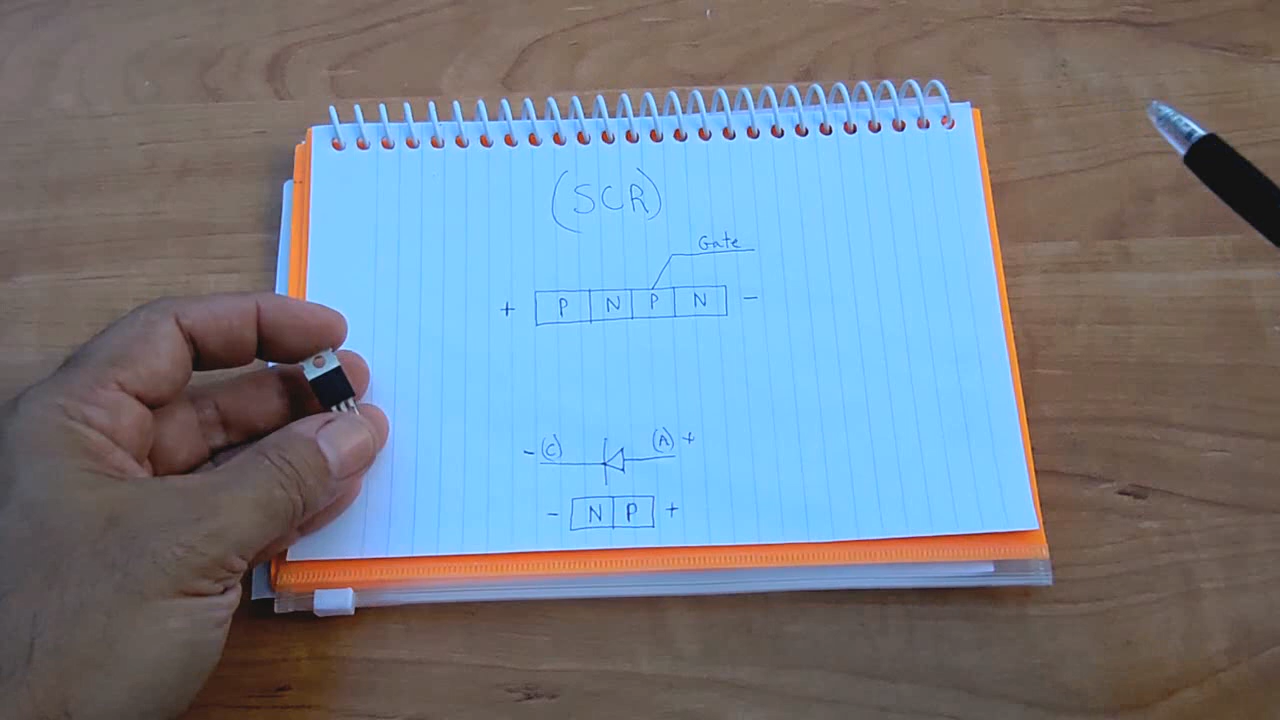 (SCR)
Gate
+ P N P N -
- (C) (A) +
- N P +